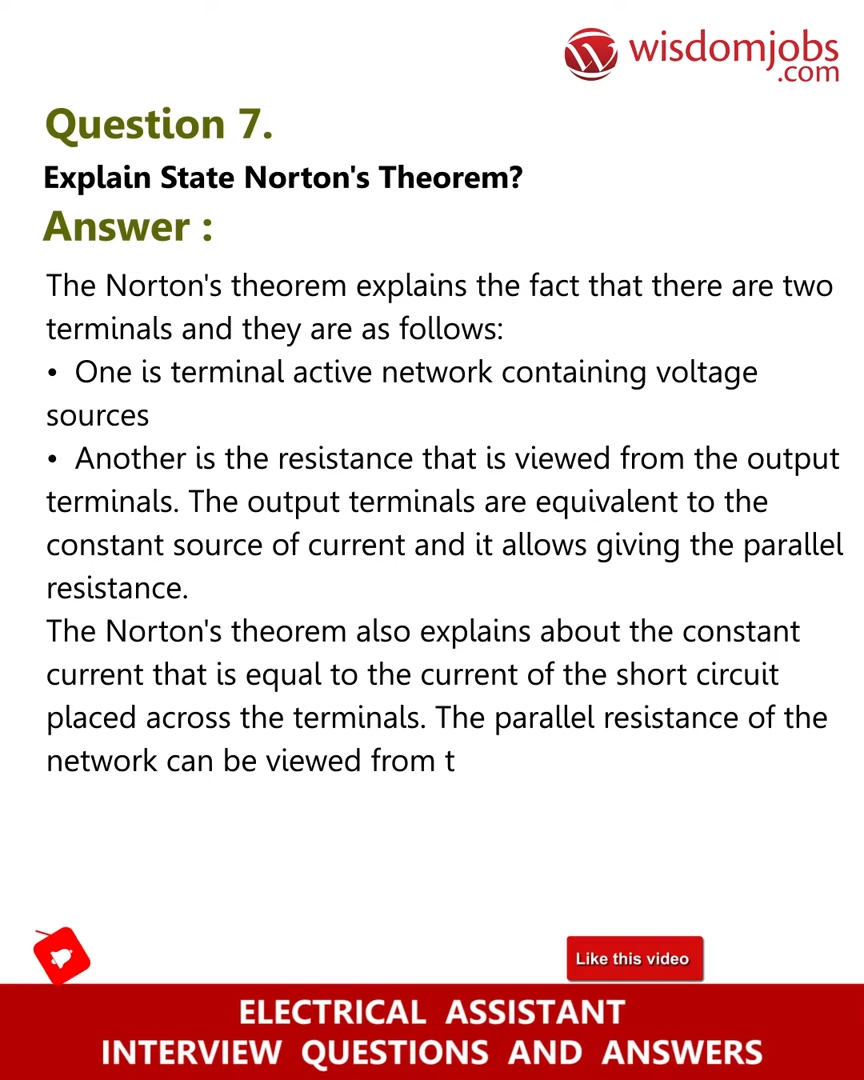 wisdomjobs
.com
Question 7.
Explain State Norton's Theorem?
Answer :
The Norton's theorem explains the fact that there are two
terminals and they are as follows:
• One is terminal active network containing voltage
sources
• Another is the resistance that is viewed from the output
terminals. The output terminals are equivalent to the
constant source of current and it allows giving the parallel
resistance.
The Norton's theorem also explains about the constant
current that is equal to the current of the short circuit
placed across the terminals. The parallel resistance of the
network can be viewed from t
Like this video
ELECTRICAL ASSISTANT
INTERVIEW QUESTIONS AND ANSWERS